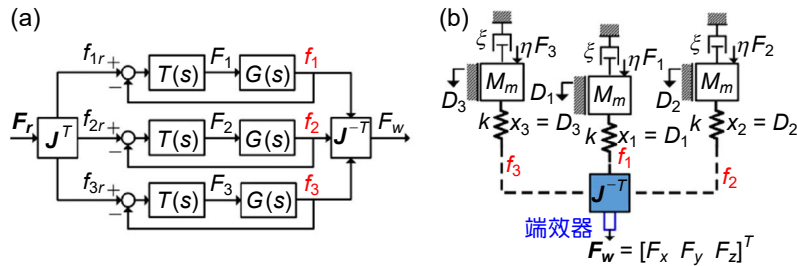 (a)
f1r + − T(s) F1 G(s) f1
Fr J^T f2r + − T(s) F2 G(s) f2 J^−T Fw
f3r + − T(s) F3 G(s) f3
(b)
ξ ηF3 ξ ηF1 ξ ηF2
Mm Mm Mm
D3 D1 D2
k x3 = D3 k x1 = D1 k x2 = D2
f3 f1 f2
J^−T
端效器
Fw = [Fx Fy Fz]^T